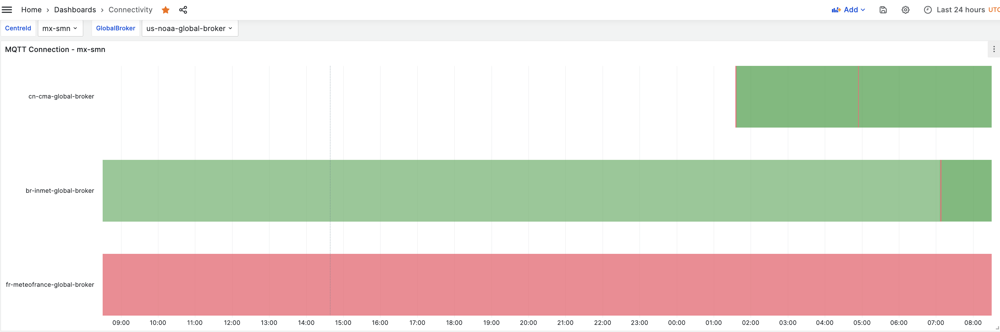 Home › Dashboards › Connectivity Add Last 24 hours UTC
CentreId mx-smn GlobalBroker us-noaa-global-broker
MQTT Connection - mx-smn
cn-cma-global-broker
br-inmet-global-broker
fr-meteofrance-global-broker
09:00 10:00 11:00 12:00 13:00 14:00 15:00 16:00 17:00 18:00 19:00 20:00 21:00 22:00 23:00 00:00 01:00 02:00 03:00 04:00 05:00 06:00 07:00 08:00